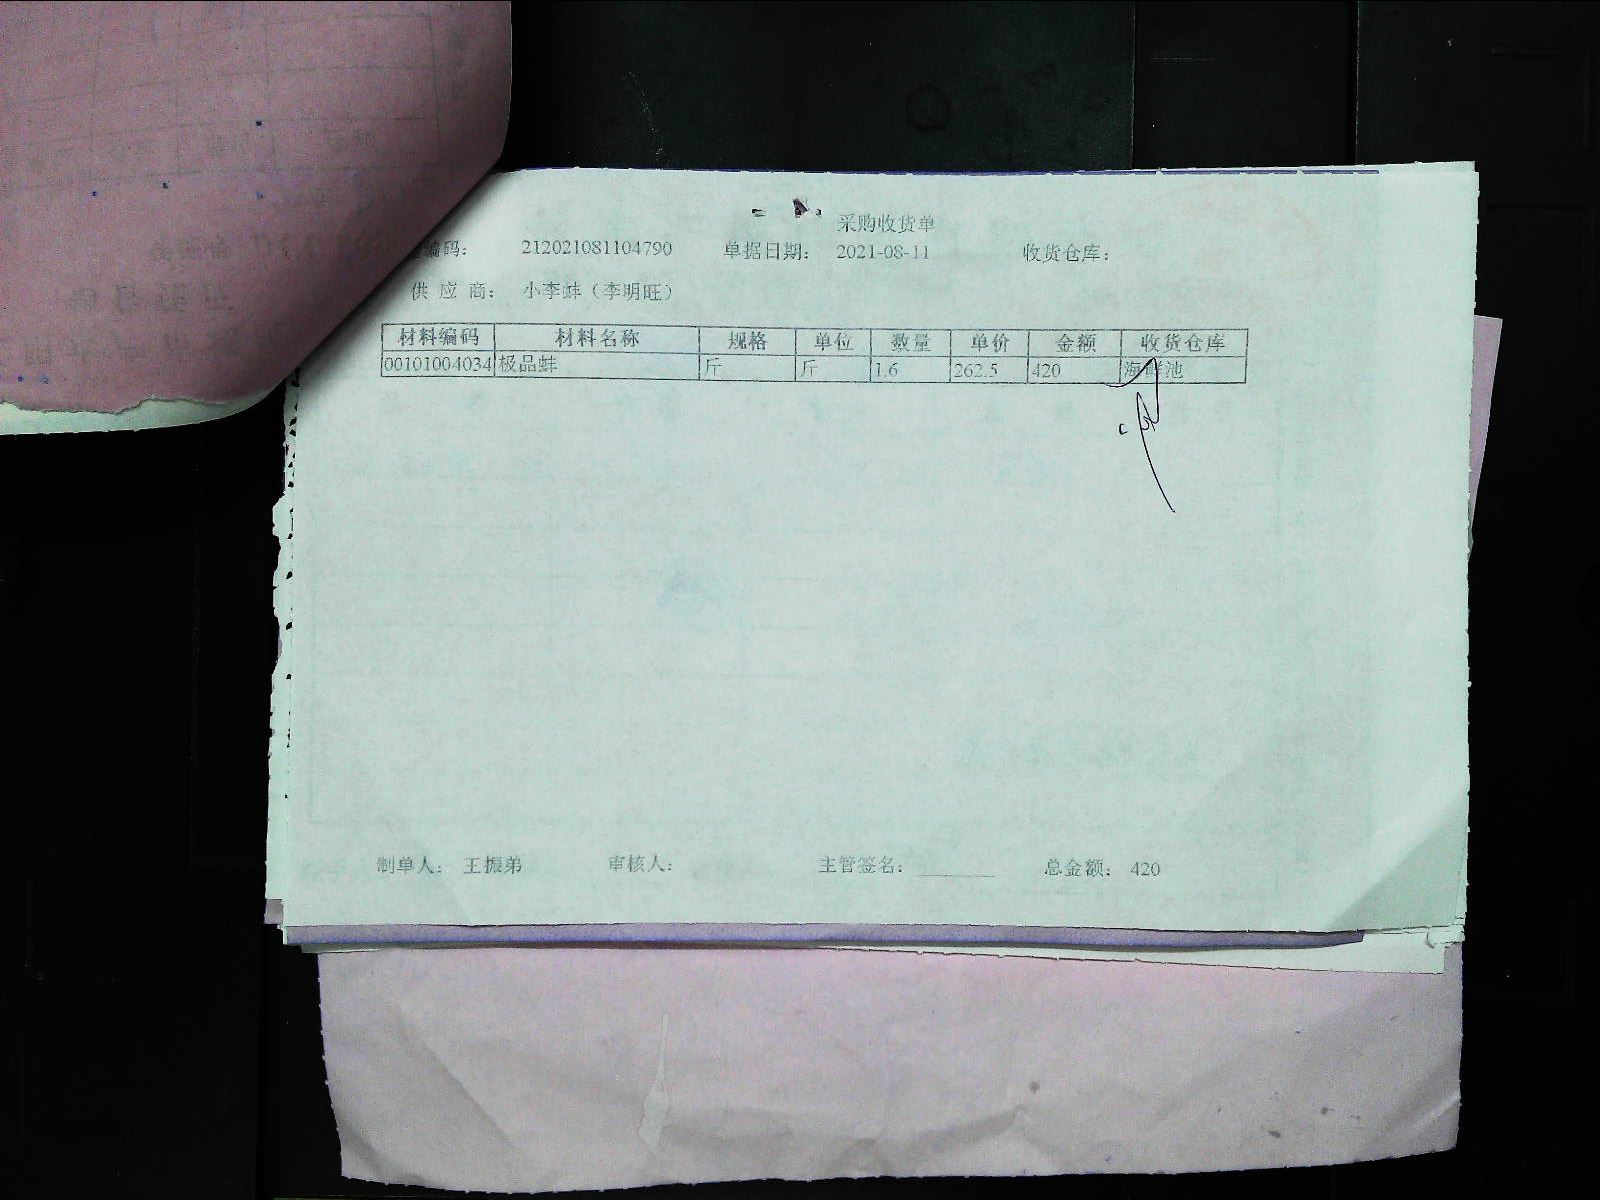 采购收货单
编码： 212021081104790 单据日期： 2021-08-11 收货仓库：
供 应 商： 小李蚌（李明旺）
材料编码 材料名称 规格 单位 数量 单价 金额 收货仓库
00101004034 极品蚌 斤 斤 1.6 262.5 420 海鲜池
制单人： 王振弟 审核人： 主管签名： 总金额： 420